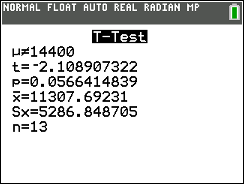 NORMAL FLOAT AUTO REAL RADIAN MP
T-Test
μ≠14400
t=-2.108907322
p=0.0566414839
x̄=11307.69231
Sx=5286.848705
n=13